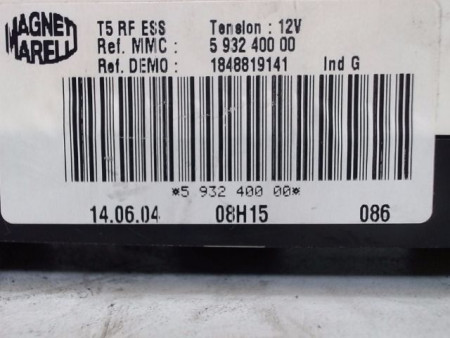 MAGNETI MARELLI
T5 RF ESS Tension : 12V
Ref. MMC : 5 932 400 00
Ref. DEMO : 1848819141 Ind G
*5 932 400 00*
14.06.04 08H15 086